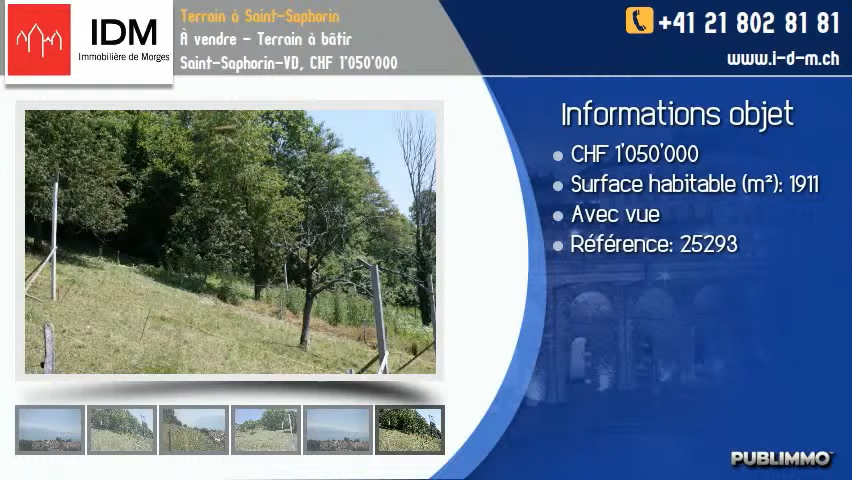 IDM
Immobilière de Morges
Terrain à Saint-Saphorin
À vendre - Terrain à bâtir
Saint-Saphorin-VD, CHF 1'050'000
+41 21 802 81 81
www.i-d-m.ch
Informations objet
CHF 1'050'000
Surface habitable (m²): 1911
Avec vue
Référence: 25293
PUBLIMMO